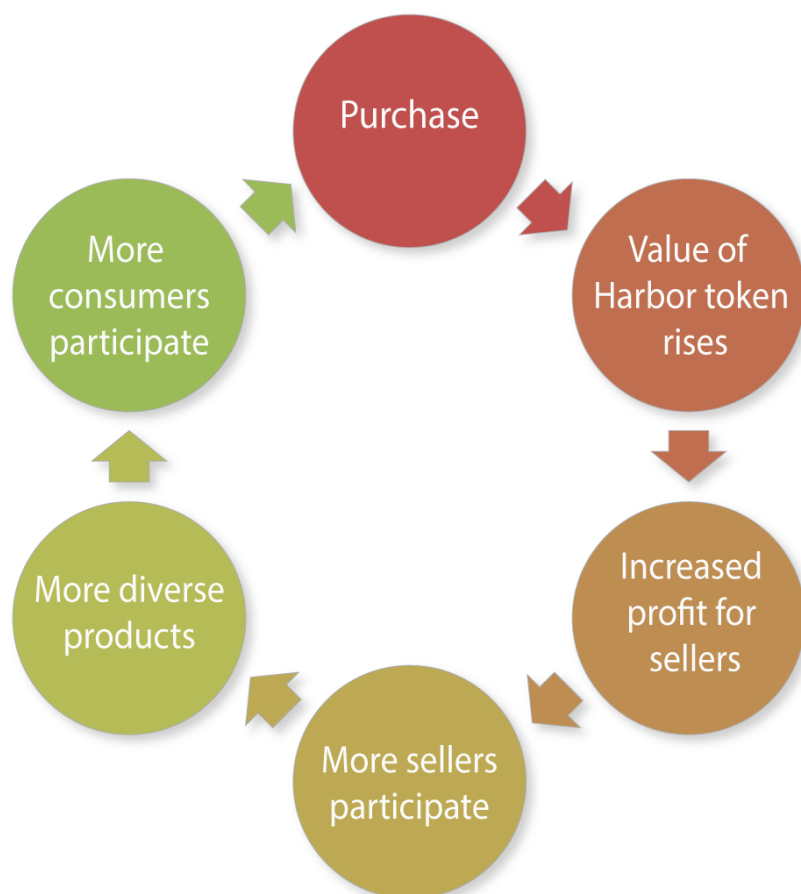 Purchase
Value of
Harbor token
rises
Increased
profit for
sellers
More sellers
participate
More diverse
products
More
consumers
participate